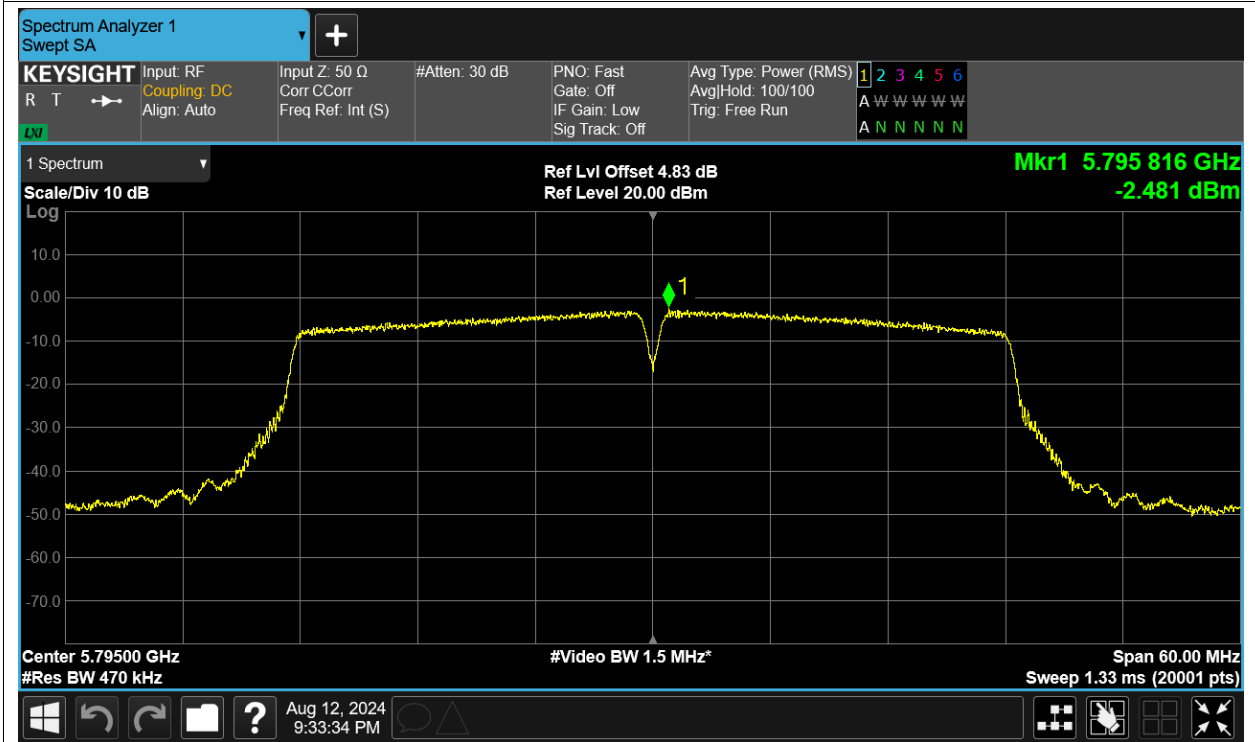 Spectrum Analyzer 1
Swept SA
KEYSIGHT
R T
LXI
Input: RF
Coupling: DC
Align: Auto
Input Z: 50 Ω
Corr CCorr
Freq Ref: Int (S)
#Atten: 30 dB
PNO: Fast
Gate: Off
IF Gain: Low
Sig Track: Off
Avg Type: Power (RMS)
Avg|Hold: 100/100
Trig: Free Run
1 2 3 4 5 6
A W W W W W
A N N N N N
1 Spectrum
Scale/Div 10 dB
Ref Lvl Offset 4.83 dB
Ref Level 20.00 dBm
Mkr1 5.795 816 GHz
-2.481 dBm
Log
10.0
0.00
-10.0
-20.0
-30.0
-40.0
-50.0
-60.0
-70.0
1
Center 5.79500 GHz
#Res BW 470 kHz
#Video BW 1.5 MHz*
Span 60.00 MHz
Sweep 1.33 ms (20001 pts)
?
Aug 12, 2024
9:33:34 PM